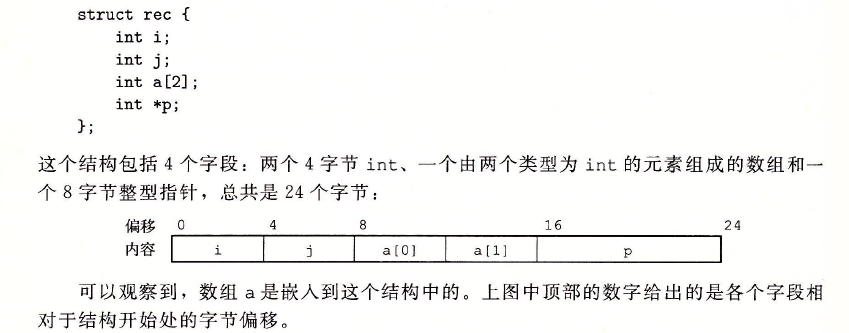 struct rec {
int i;
int j;
int a[2];
int *p;
};
这个结构包括 4 个字段：两个 4 字节 int、一个由两个类型为 int 的元素组成的数组和一
个 8 字节整型指针，总共是 24 个字节：
偏移 0 4 8 16 24
内容 i j a[0] a[1] p
可以观察到，数组 a 是嵌入到这个结构中的。上图中顶部的数字给出的是各个字段相
对于结构开始处的字节偏移。